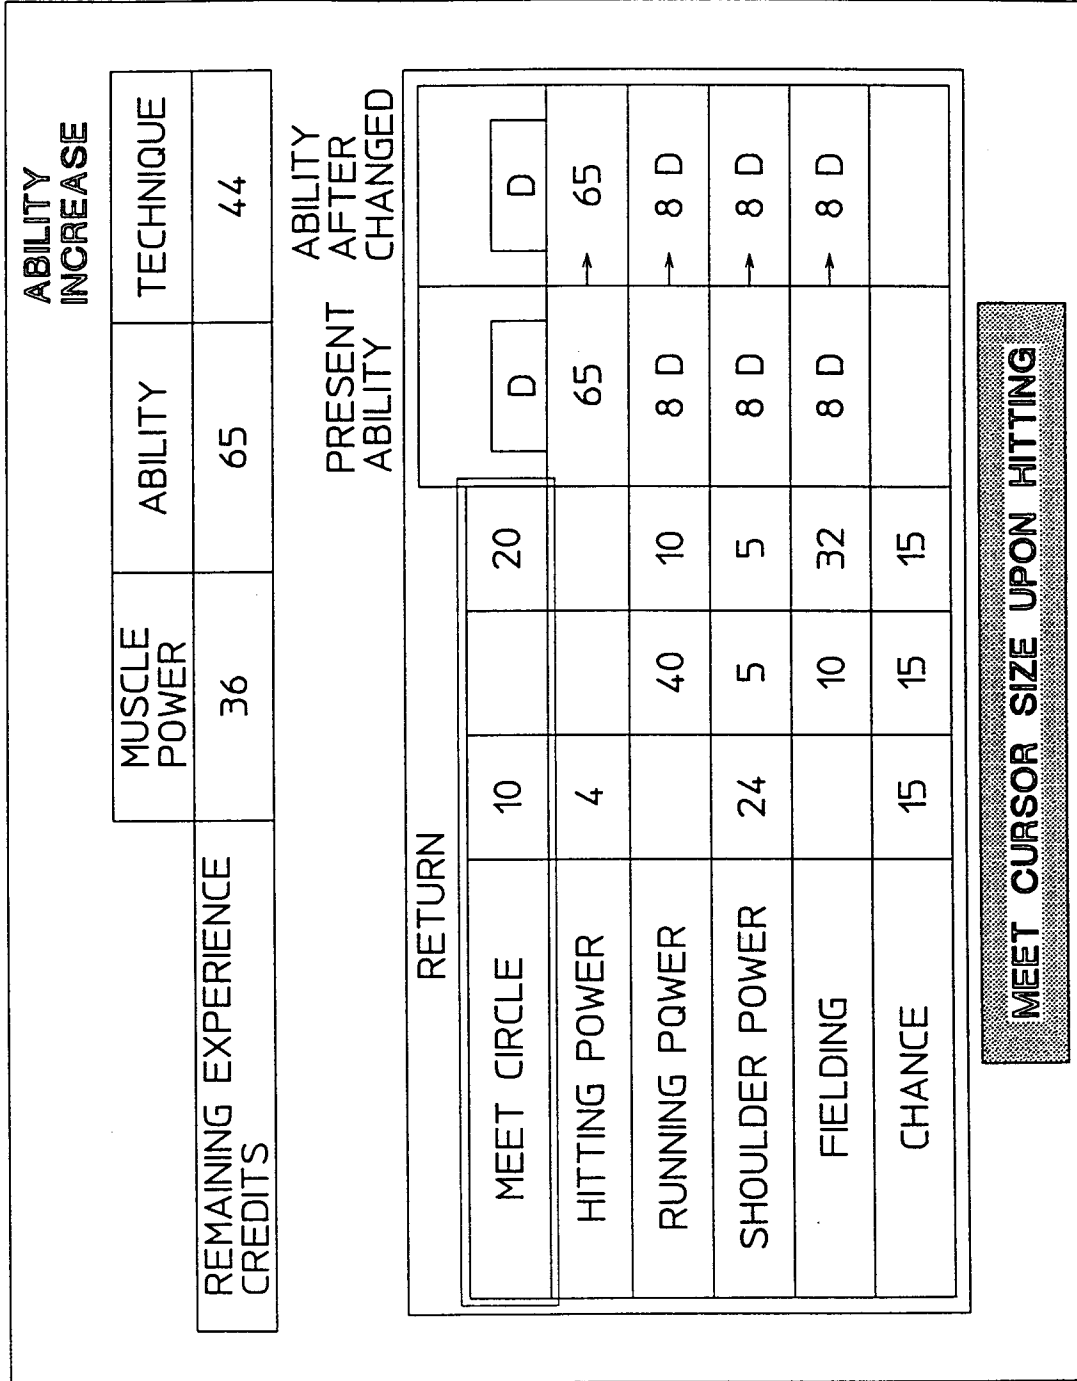 ABILITY
INCREASE
MUSCLE
POWER
ABILITY
TECHNIQUE
REMAINING EXPERIENCE
CREDITS
36
65
44
RETURN
PRESENT
ABILITY
ABILITY
AFTER
CHANGED
MEET CIRCLE 10 20 D D
HITTING POWER 4 65 → 65
RUNNING POWER 40 10 8 D → 8 D
SHOULDER POWER 24 5 5 8 D → 8 D
FIELDING 10 32 8 D → 8 D
CHANCE 15 15 15
MEET CURSOR SIZE UPON HITTING